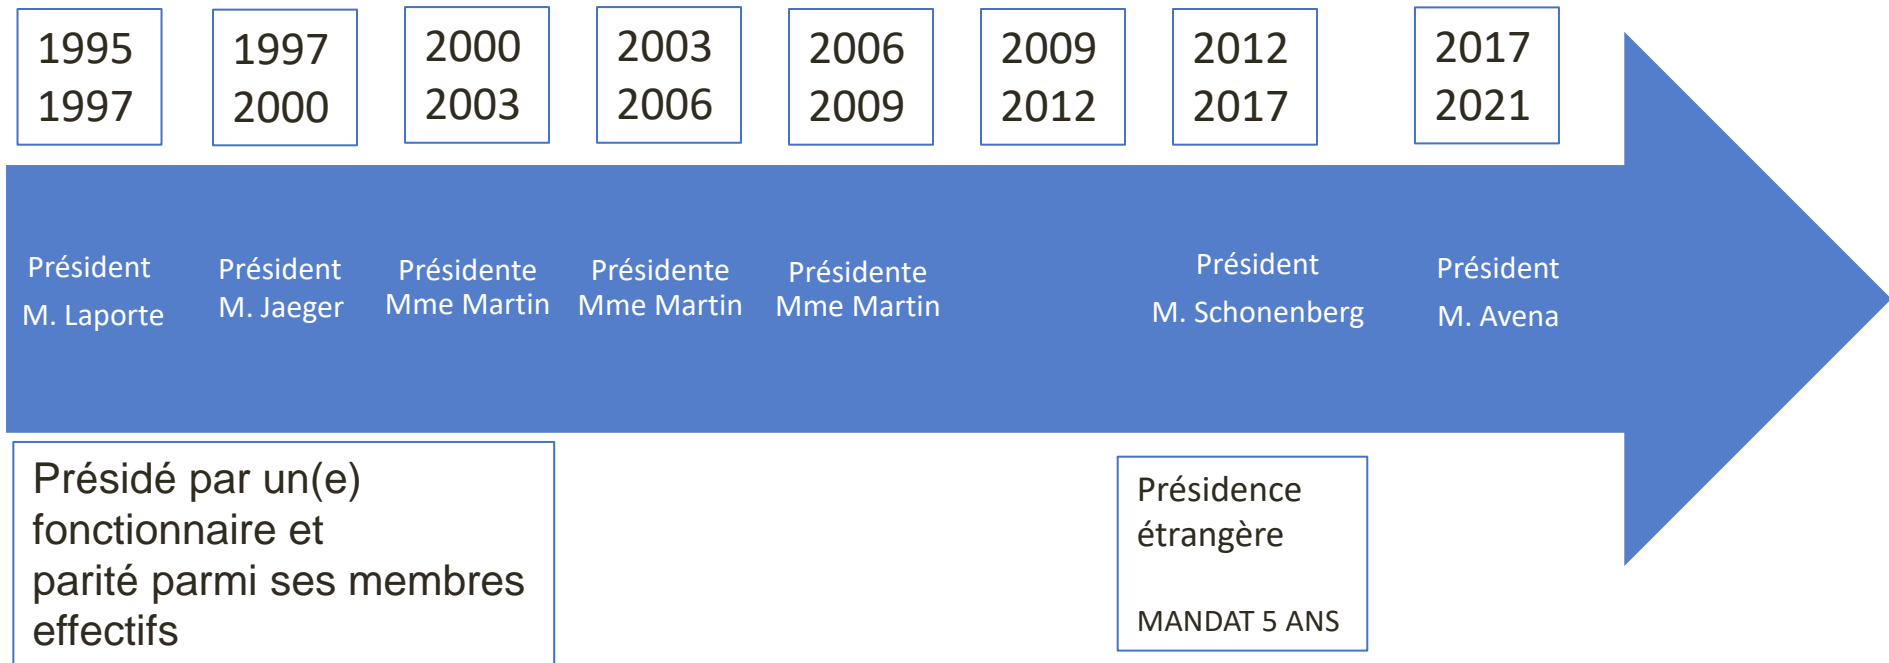 1995
1997
1997
2000
2000
2003
2003
2006
2006
2009
2009
2012
2012
2017
2017
2021
Président
M. Laporte
Président
M. Jaeger
Présidente
Mme Martin
Présidente
Mme Martin
Présidente
Mme Martin
Président
M. Schonenberg
Président
M. Avena
Présidé par un(e)
fonctionnaire et
parité parmi ses membres
effectifs
Présidence
étrangère
MANDAT 5 ANS